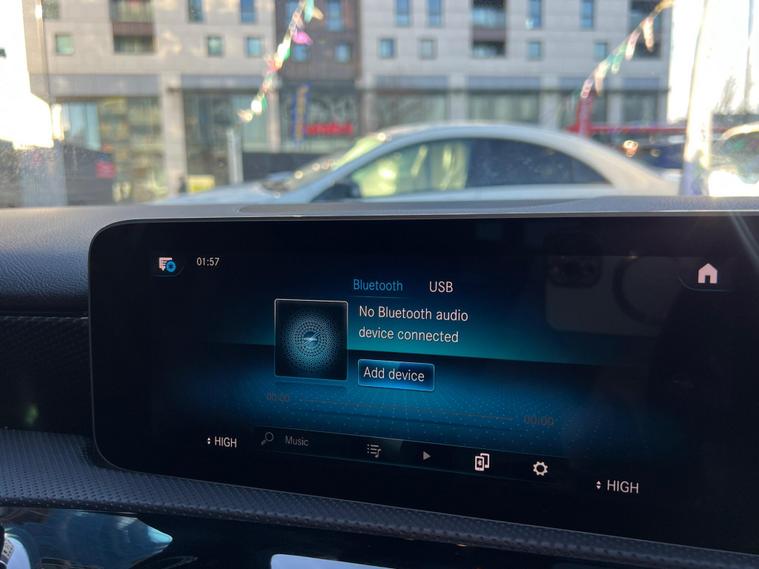 01:57
Bluetooth USB
No Bluetooth audio
device connected
Add device
00:00 00:00
HIGH Music HIGH